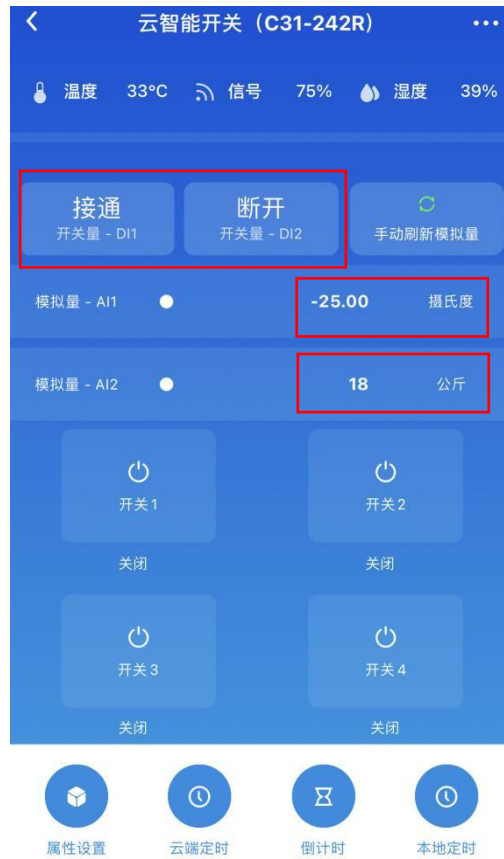 云智能开关（C31-242R）
温度 33°C 信号 75% 湿度 39%
接通 断开
开关量 - DI1 开关量 - DI2 手动刷新模拟量
模拟量 - AI1 -25.00 摄氏度
模拟量 - AI2 18 公斤
开关1 开关2
关闭 关闭
开关3 开关4
关闭 关闭
属性设置 云端定时 倒计时 本地定时